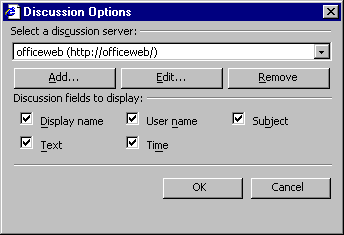 Discussion Options
Select a discussion server:
officeweb (http://officeweb/)
Add... Edit... Remove
Discussion fields to display:
Display name User name Subject
Text Time
OK Cancel